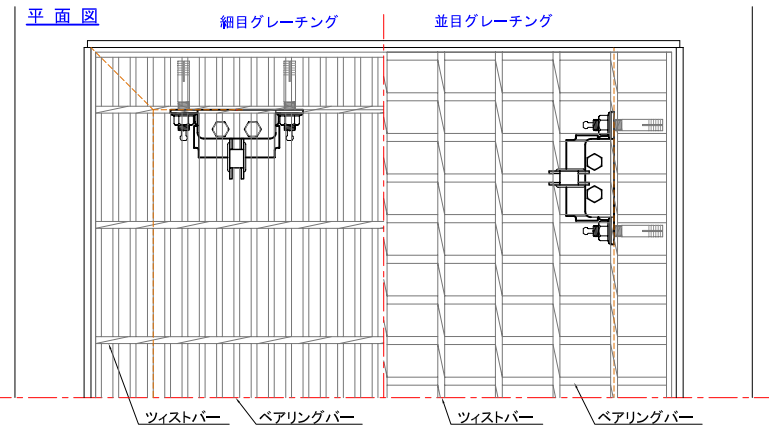 平面図
細目グレーチング
並目グレーチング
ツィストバー
ベアリングバー
ツィストバー
ベアリングバー